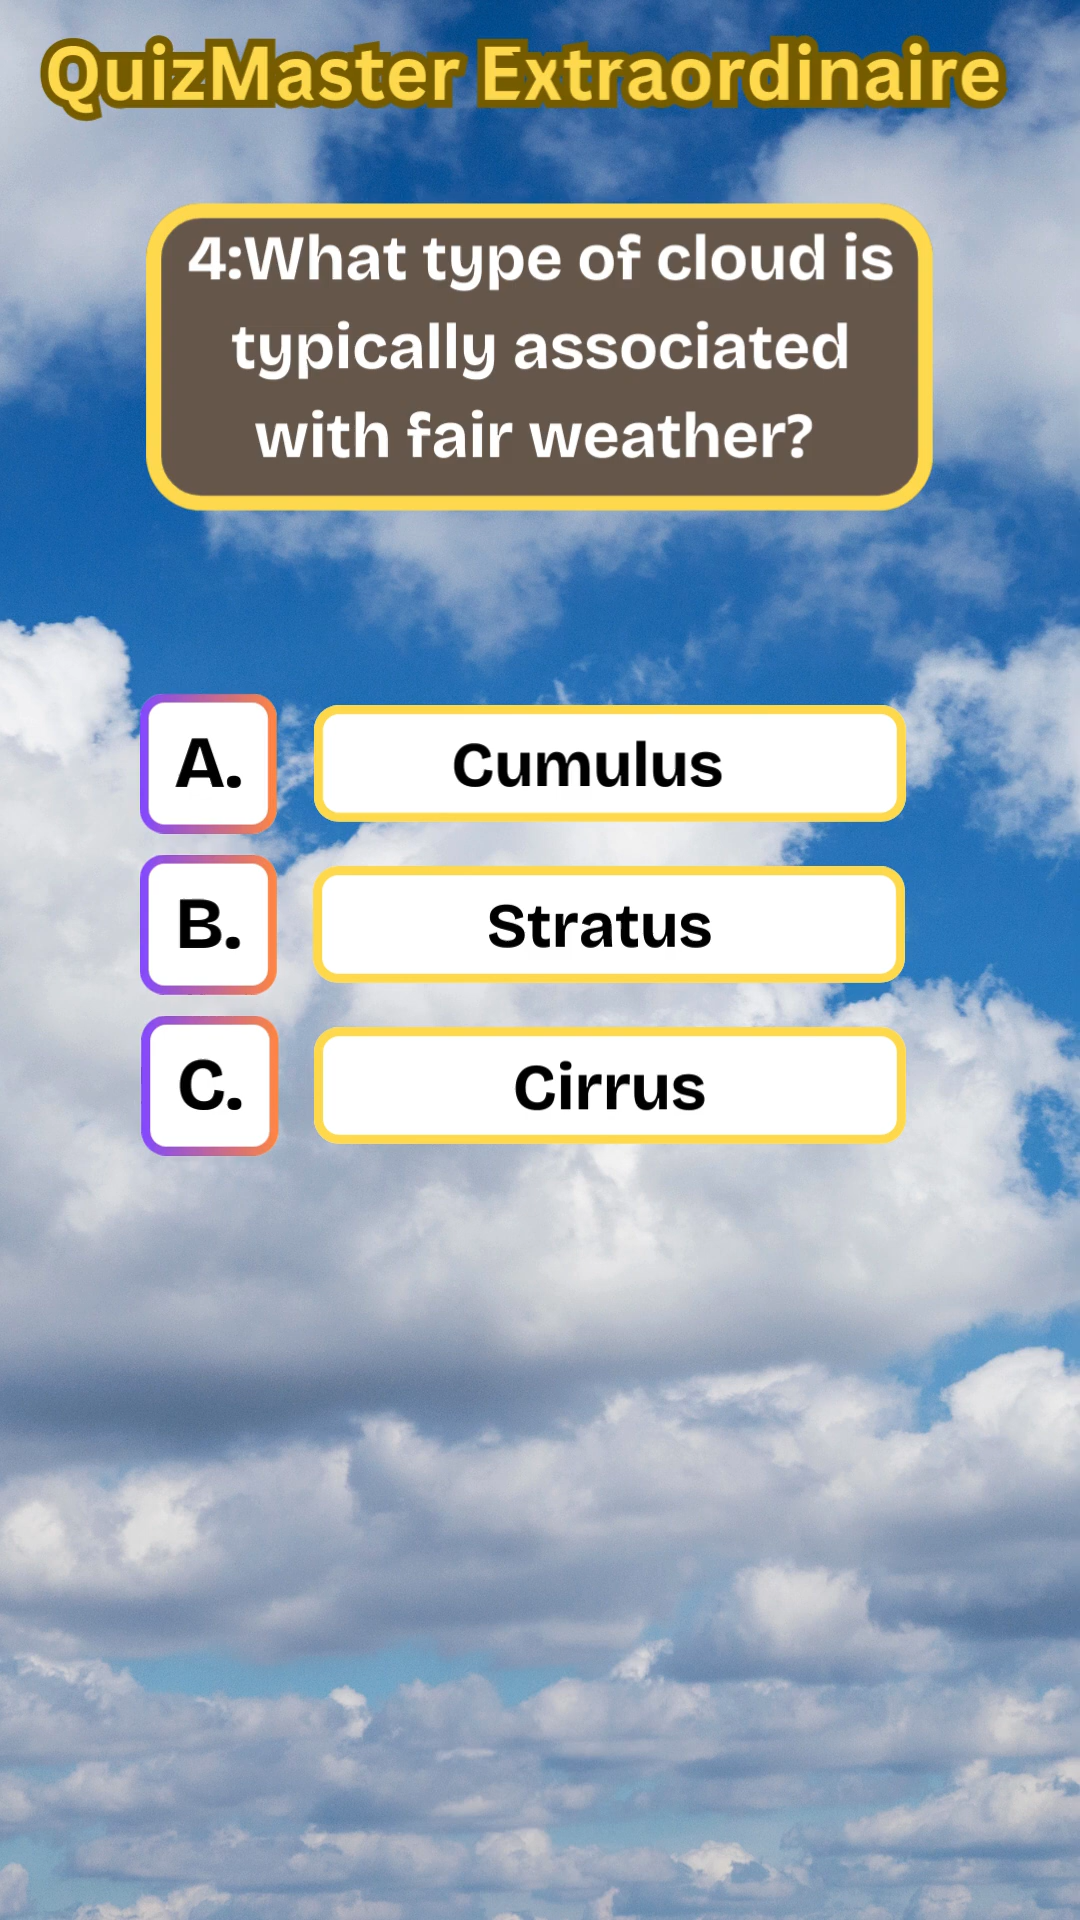 QuizMaster Extraordinaire
4:What type of cloud is
typically associated
with fair weather?
A. Cumulus
B. Stratus
C. Cirrus